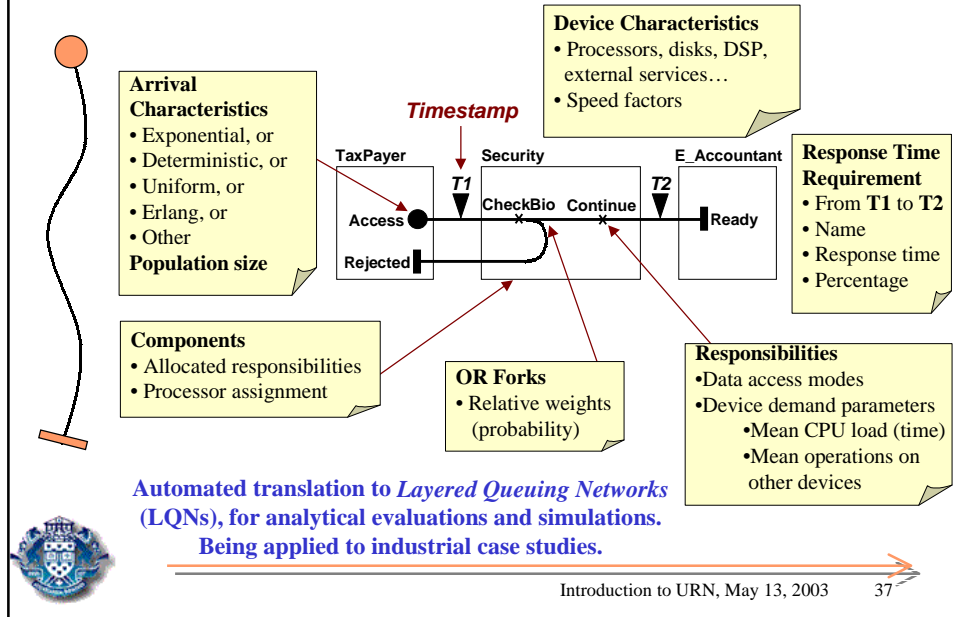 Device Characteristics
• Processors, disks, DSP,
external services…
• Speed factors
Arrival
Characteristics
• Exponential, or
• Deterministic, or
• Uniform, or
• Erlang, or
• Other
Population size
Timestamp
TaxPayer
Security
E_Accountant
T1
T2
CheckBio
Continue
Access
Ready
Rejected
Response Time
Requirement
• From T1 to T2
• Name
• Response time
• Percentage
Components
• Allocated responsibilities
• Processor assignment
OR Forks
• Relative weights
(probability)
Responsibilities
•Data access modes
•Device demand parameters
•Mean CPU load (time)
•Mean operations on
other devices
Automated translation to Layered Queuing Networks
(LQNs), for analytical evaluations and simulations.
Being applied to industrial case studies.
Introduction to URN, May 13, 2003
37